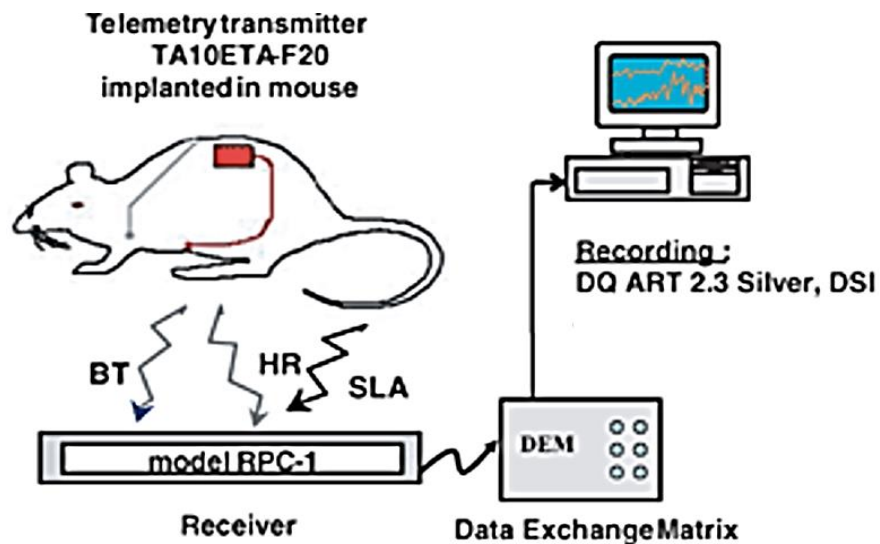 Telemetry transmitter
TA10ETA-F20
implanted in mouse
Recording :
DQ ART 2.3 Silver, DSI
BT
HR
SLA
model RPC-1
DEM
Receiver
Data Exchange Matrix